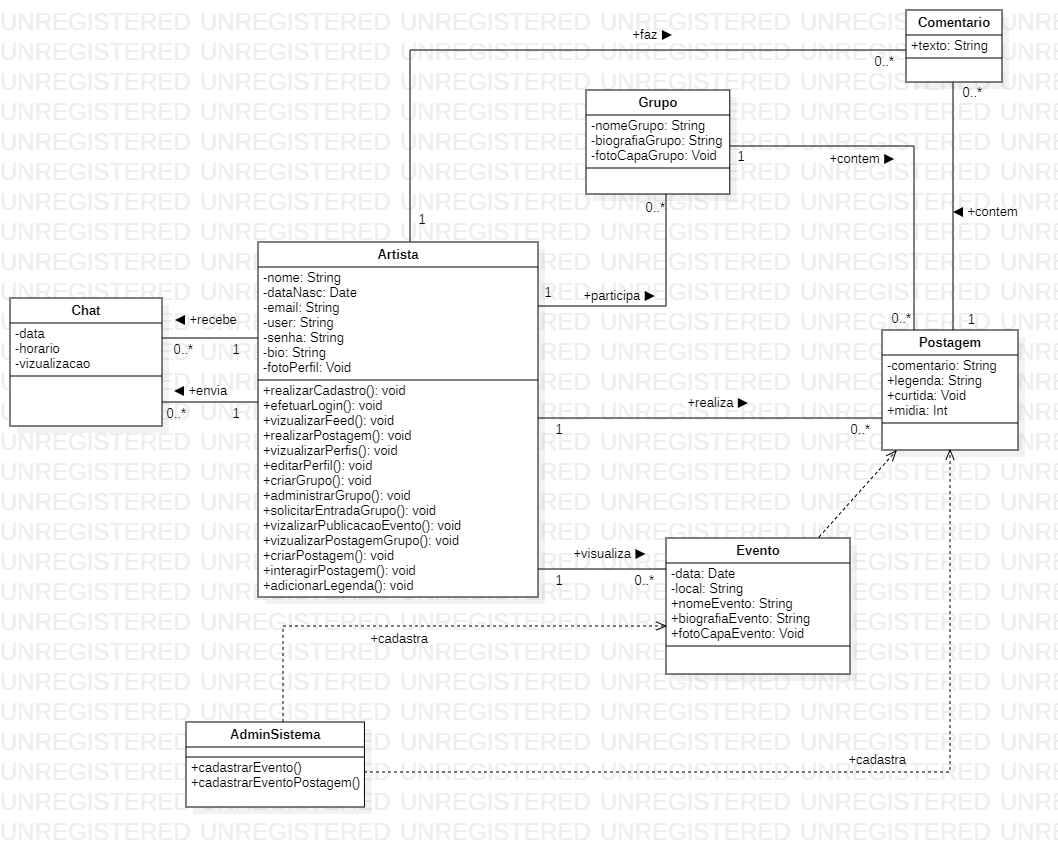 Comentario
+texto: String
+faz
0..*
0..*
Grupo
-nomeGrupo: String
-biografiaGrupo: String
-fotoCapaGrupo: Void
1
+contem
0..*
+contem
1
Artista
-nome: String
-dataNasc: Date
-email: String
-user: String
-senha: String
-bio: String
-fotoPerfil: Void
+realizarCadastro(): void
+efetuarLogin(): void
+vizualizarFeed(): void
+realizarPostagem(): void
+vizualizarPerfis(): void
+editarPerfil(): void
+criarGrupo(): void
+administrarGrupo(): void
+solicitarEntradaGrupo(): void
+vizalizarPublicacaoEvento(): void
+vizualizarPostagemGrupo(): void
+criarPostagem(): void
+interagirPostagem(): void
+adicionarLegenda(): void
1
+participa
Chat
-data
-horario
-vizualizacao
+recebe
0..*
1
+envia
0..*
1
0..*
1
Postagem
-comentario: String
+legenda: String
+curtida: Void
+midia: Int
+realiza
1
0..*
Evento
-data: Date
-local: String
+nomeEvento: String
+biografiaEvento: String
+fotoCapaEvento: Void
+visualiza
1
0..*
+cadastra
AdminSistema
+cadastrarEvento()
+cadastrarEventoPostagem()
+cadastra
UNREGISTERED